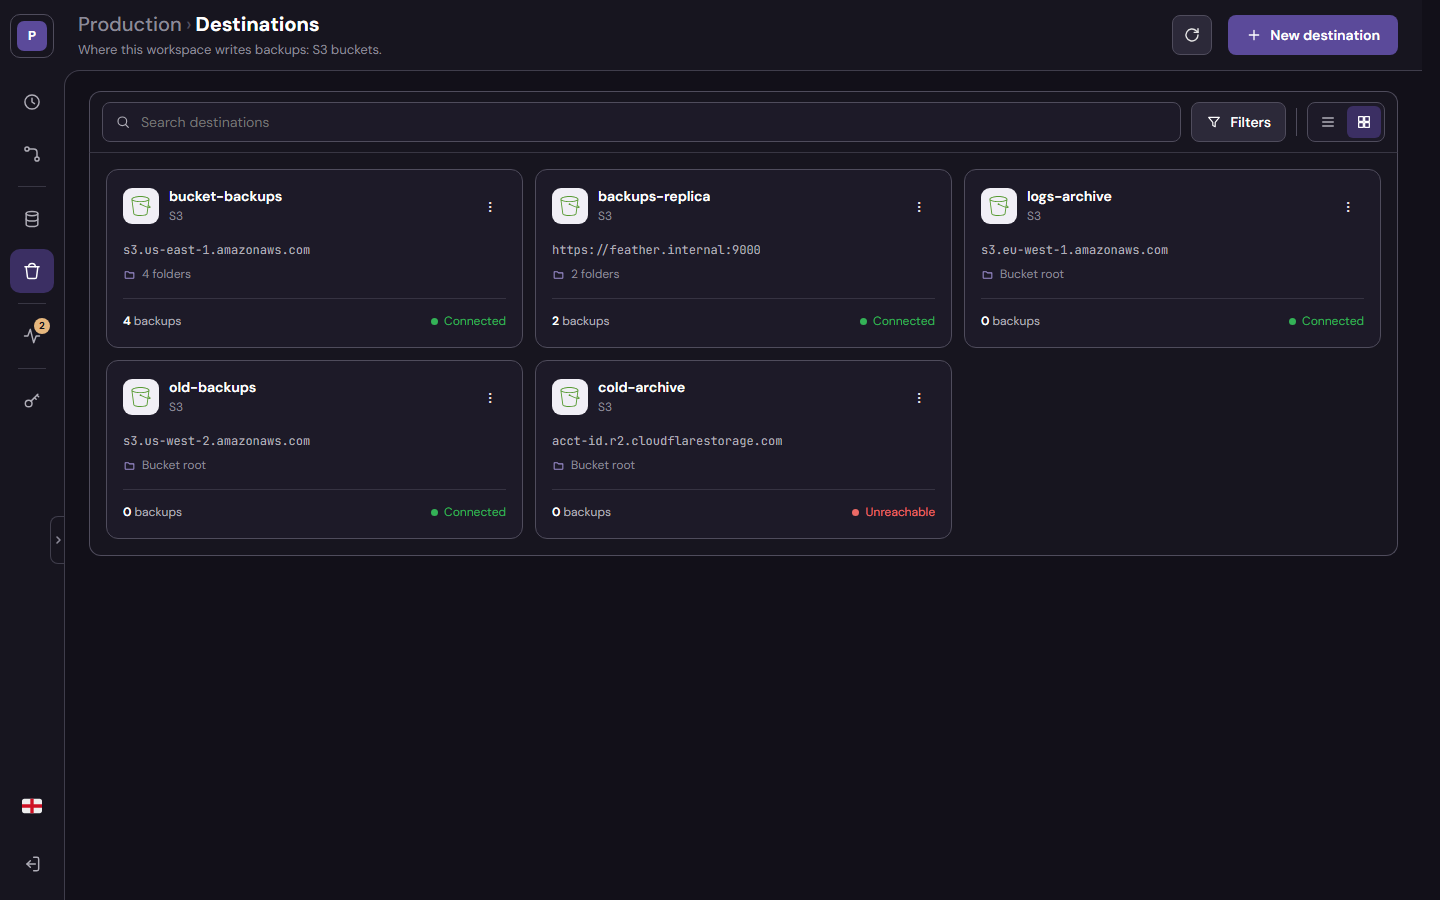 P
Production › Destinations
Where this workspace writes backups: S3 buckets.
New destination
Search destinations
Filters
bucket-backups
S3
s3.us-east-1.amazonaws.com
4 folders
4 backups
Connected
backups-replica
S3
https://feather.internal:9000
2 folders
2 backups
Connected
logs-archive
S3
s3.eu-west-1.amazonaws.com
Bucket root
0 backups
Connected
2
old-backups
S3
s3.us-west-2.amazonaws.com
Bucket root
0 backups
Connected
cold-archive
S3
acct-id.r2.cloudflarestorage.com
Bucket root
0 backups
Unreachable